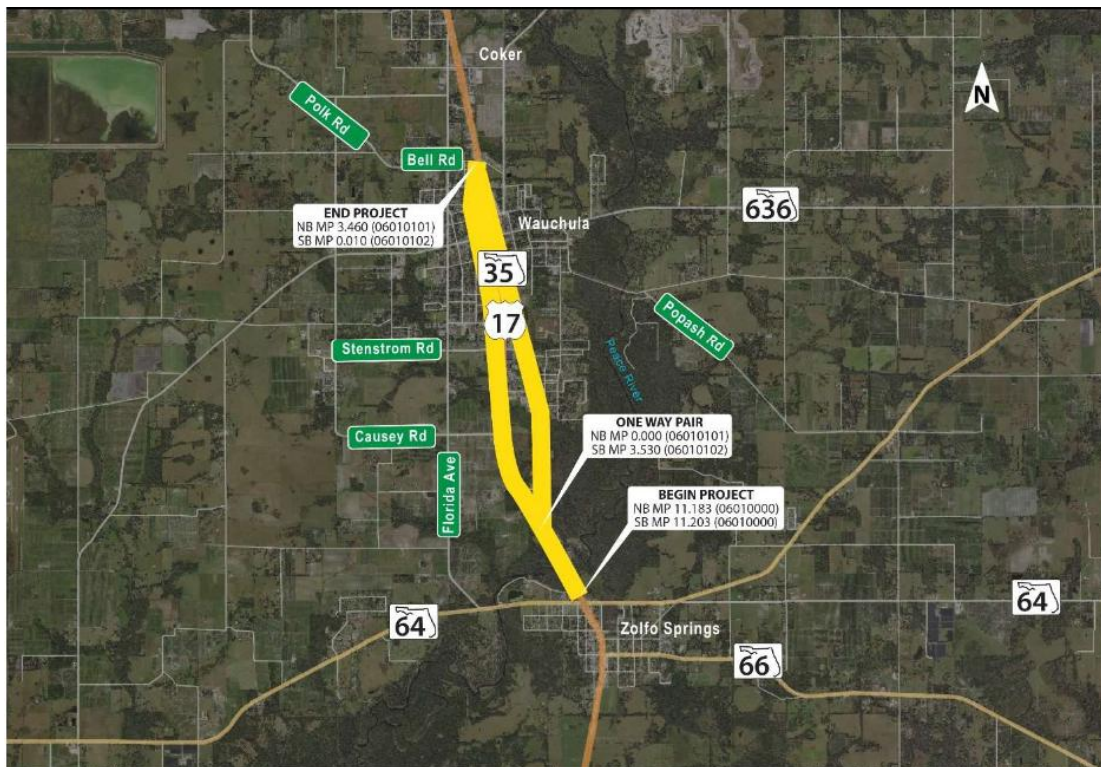 Coker
N
Polk Rd
Bell Rd
END PROJECT
NB MP 3.460 (06010101)
SB MP 0.010 (06010102)
Wauchula
636
35
17
Popash Rd
Stenstrom Rd
Peace River
ONE WAY PAIR
NB MP 0.000 (06010101)
SB MP 3.530 (06010102)
Causey Rd
Florida Ave
BEGIN PROJECT
NB MP 11.183 (06010000)
SB MP 11.203 (06010000)
64
64
Zolfo Springs
66